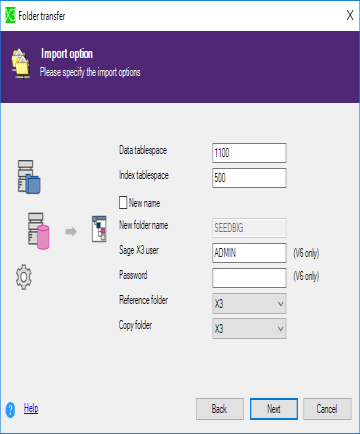 X3 Folder transfer X
Import option
Please specify the import options
Data tablespace 1100
Index tablespace 500
New name
New folder name SEEDBIG
Sage X3 user ADMIN (V6 only)
Password (V6 only)
Reference folder X3
Copy folder X3
? Help Back Next Cancel